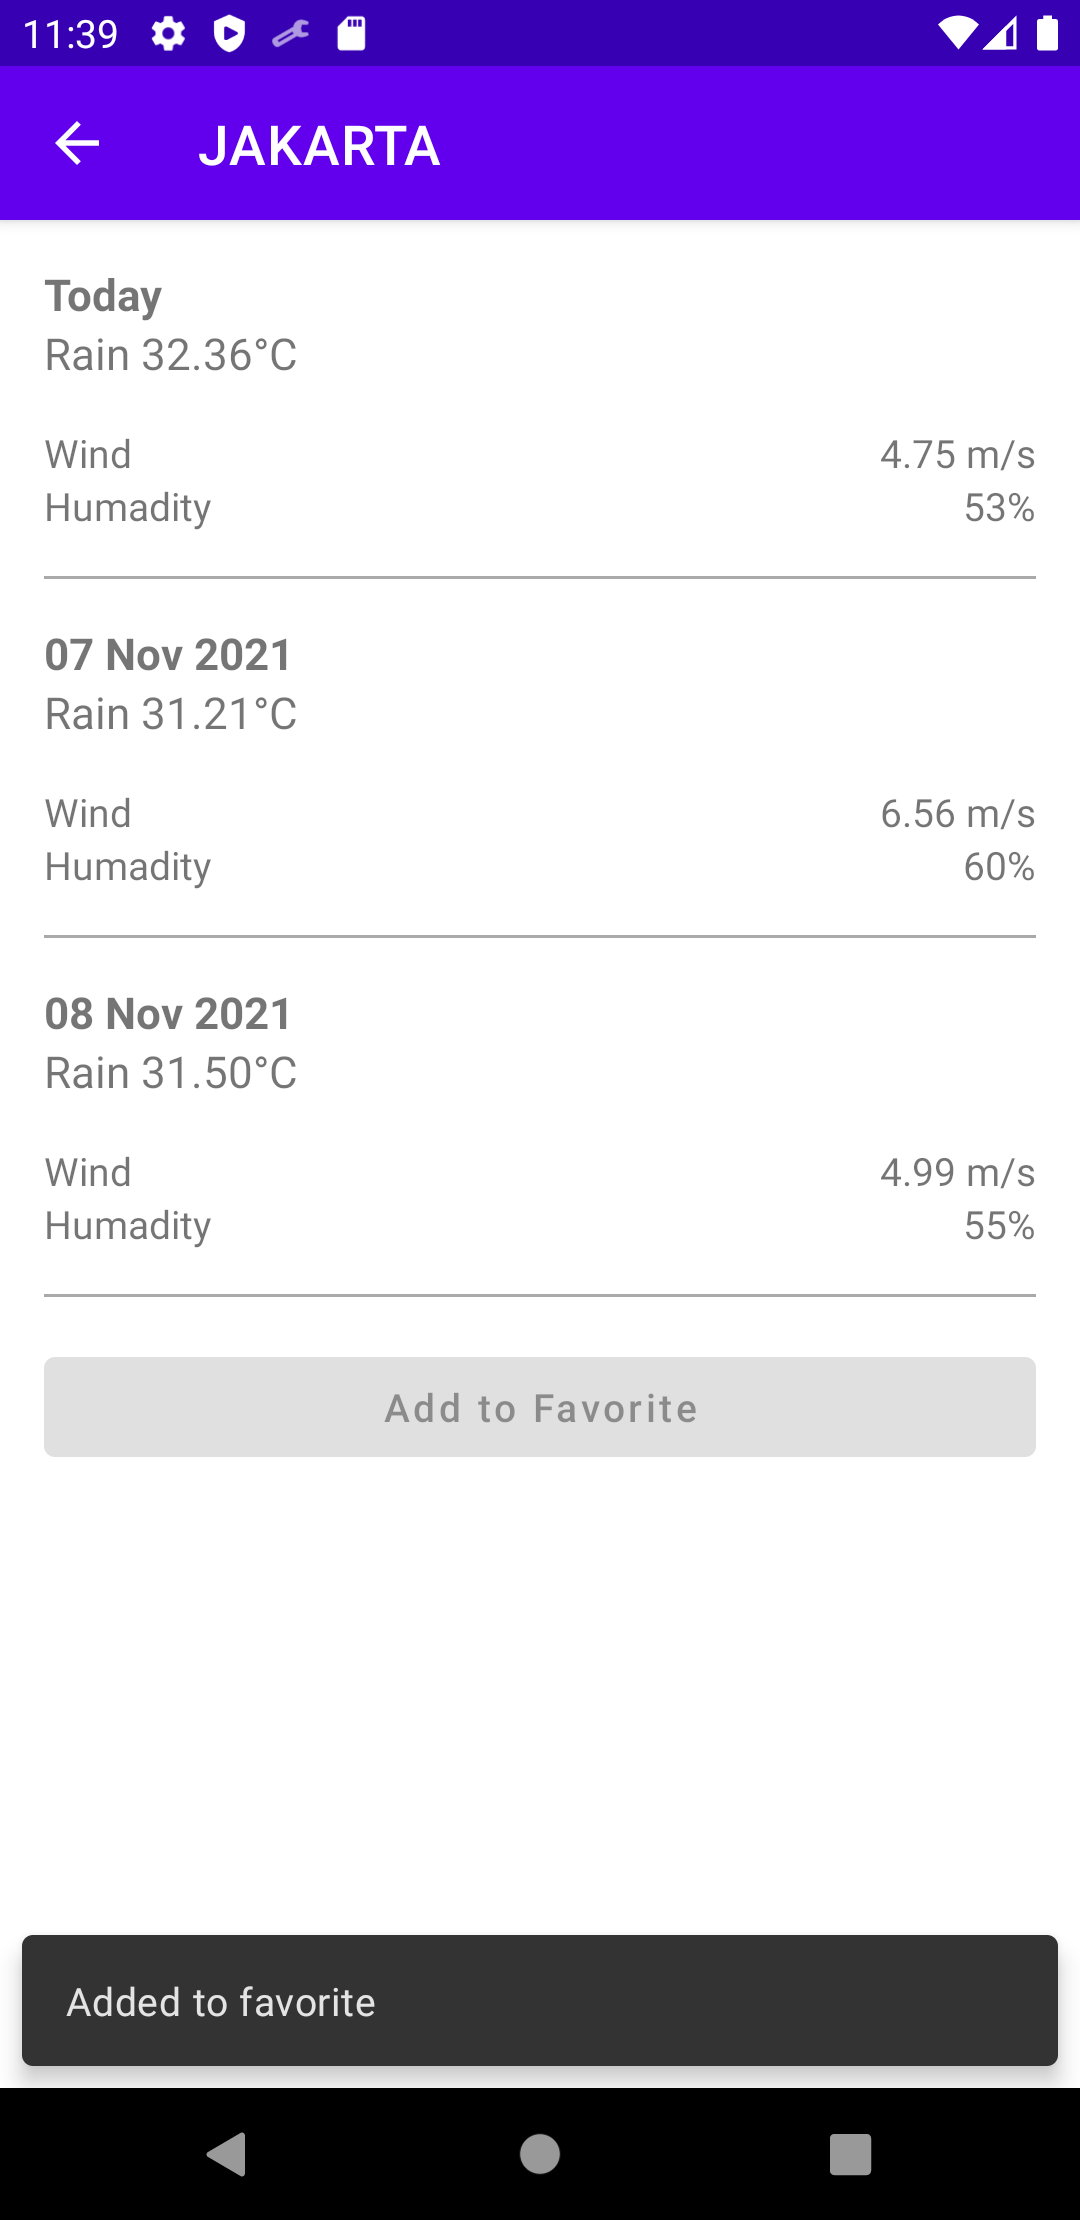 11:39
JAKARTA
Today
Rain 32.36°C
Wind 4.75 m/s
Humadity 53%
07 Nov 2021
Rain 31.21°C
Wind 6.56 m/s
Humadity 60%
08 Nov 2021
Rain 31.50°C
Wind 4.99 m/s
Humadity 55%
Add to Favorite
Added to favorite